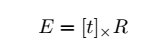 E = [t]×R